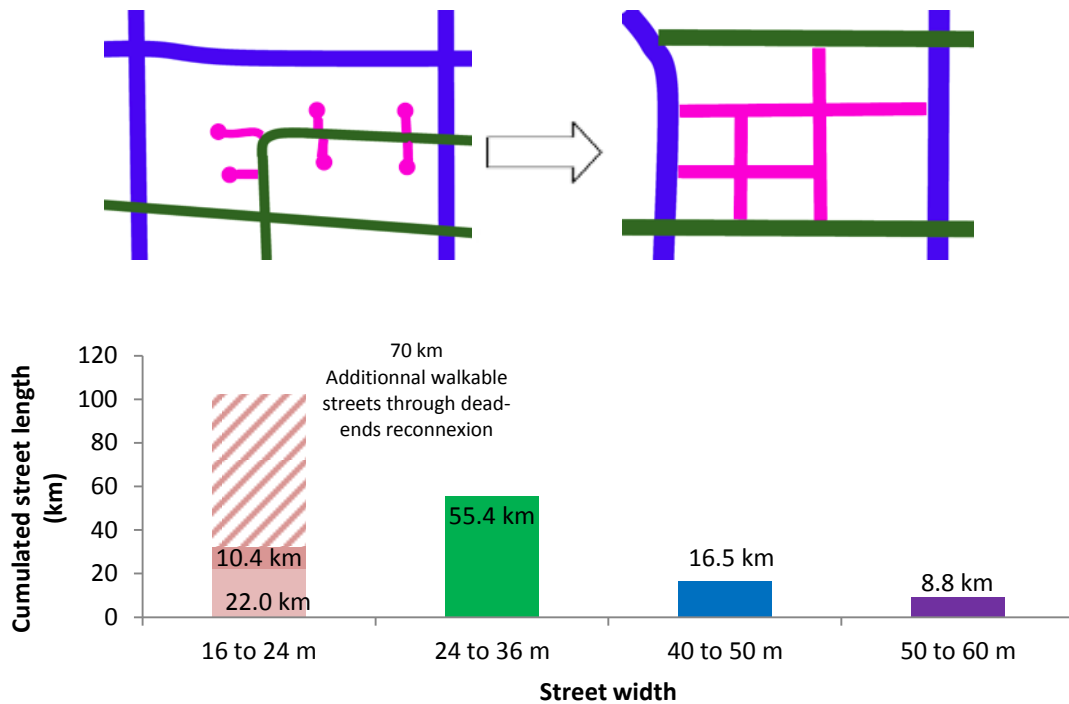 70 km
Additionnal walkable
streets through dead-
ends reconnexion
Cumulated street length
(km)
120
100
80
60
40
20
0
10.4 km
22.0 km
55.4 km
16.5 km
8.8 km
16 to 24 m
24 to 36 m
40 to 50 m
50 to 60 m
Street width